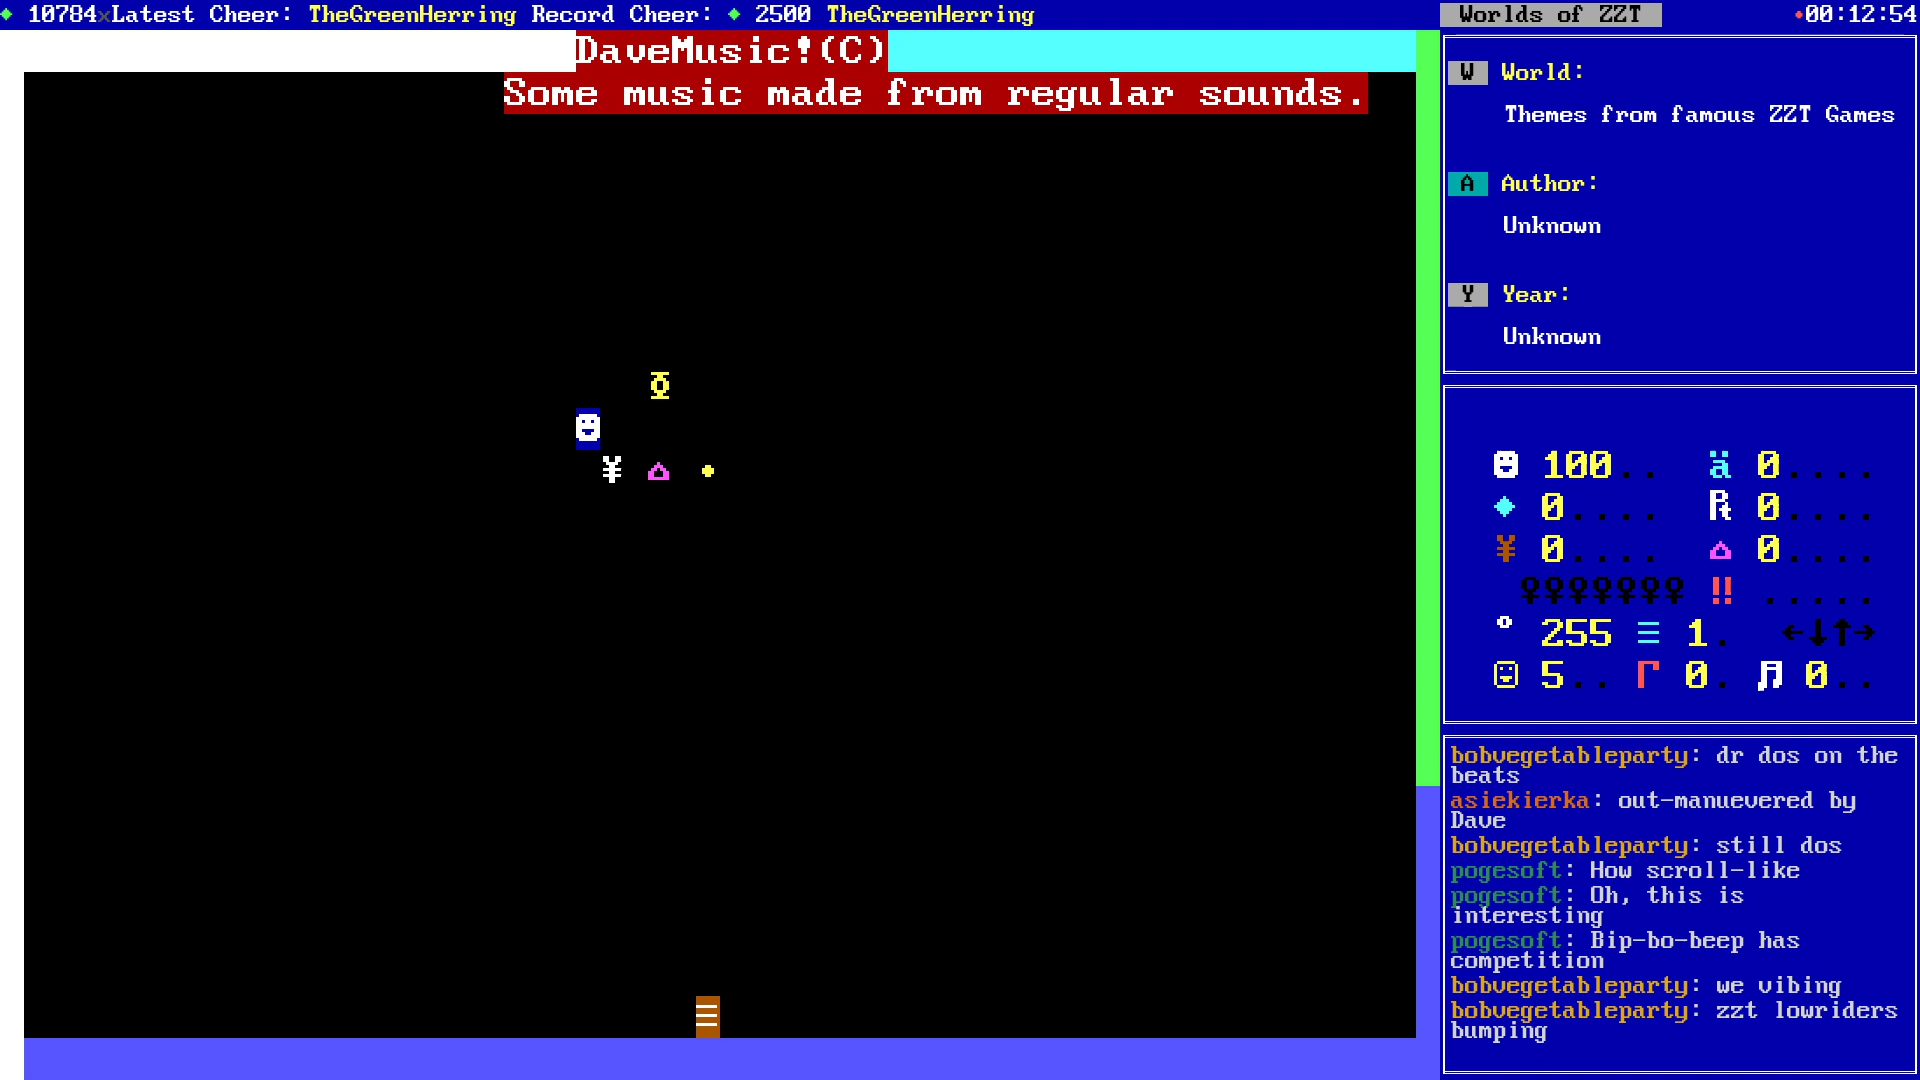 ♦ 10784xLatest Cheer: TheGreenHerring Record Cheer: ♦ 2500 TheGreenHerring
Worlds of ZZT
•00:12:54
DaveMusic!(C)
Some music made from regular sounds.
W World:
Themes from famous ZZT Games
A Author:
Unknown
Y Year:
Unknown
☻ 100.. ä 0....
♦ 0.... ℞ 0....
¥ 0.... ⌂ 0....
♀♀♀♀♀♀♀ ‼ .....
° 255 ≡ 1. ←↓↑→
☺ 5.. Γ 0. ♫ 0..
bobvegetableparty: dr dos on the
beats
asiekierka: out-manuevered by
Dave
bobvegetableparty: still dos
pogesoft: How scroll-like
pogesoft: Oh, this is
interesting
pogesoft: Bip-bo-beep has
competition
bobvegetableparty: we vibing
bobvegetableparty: zzt lowriders
bumping